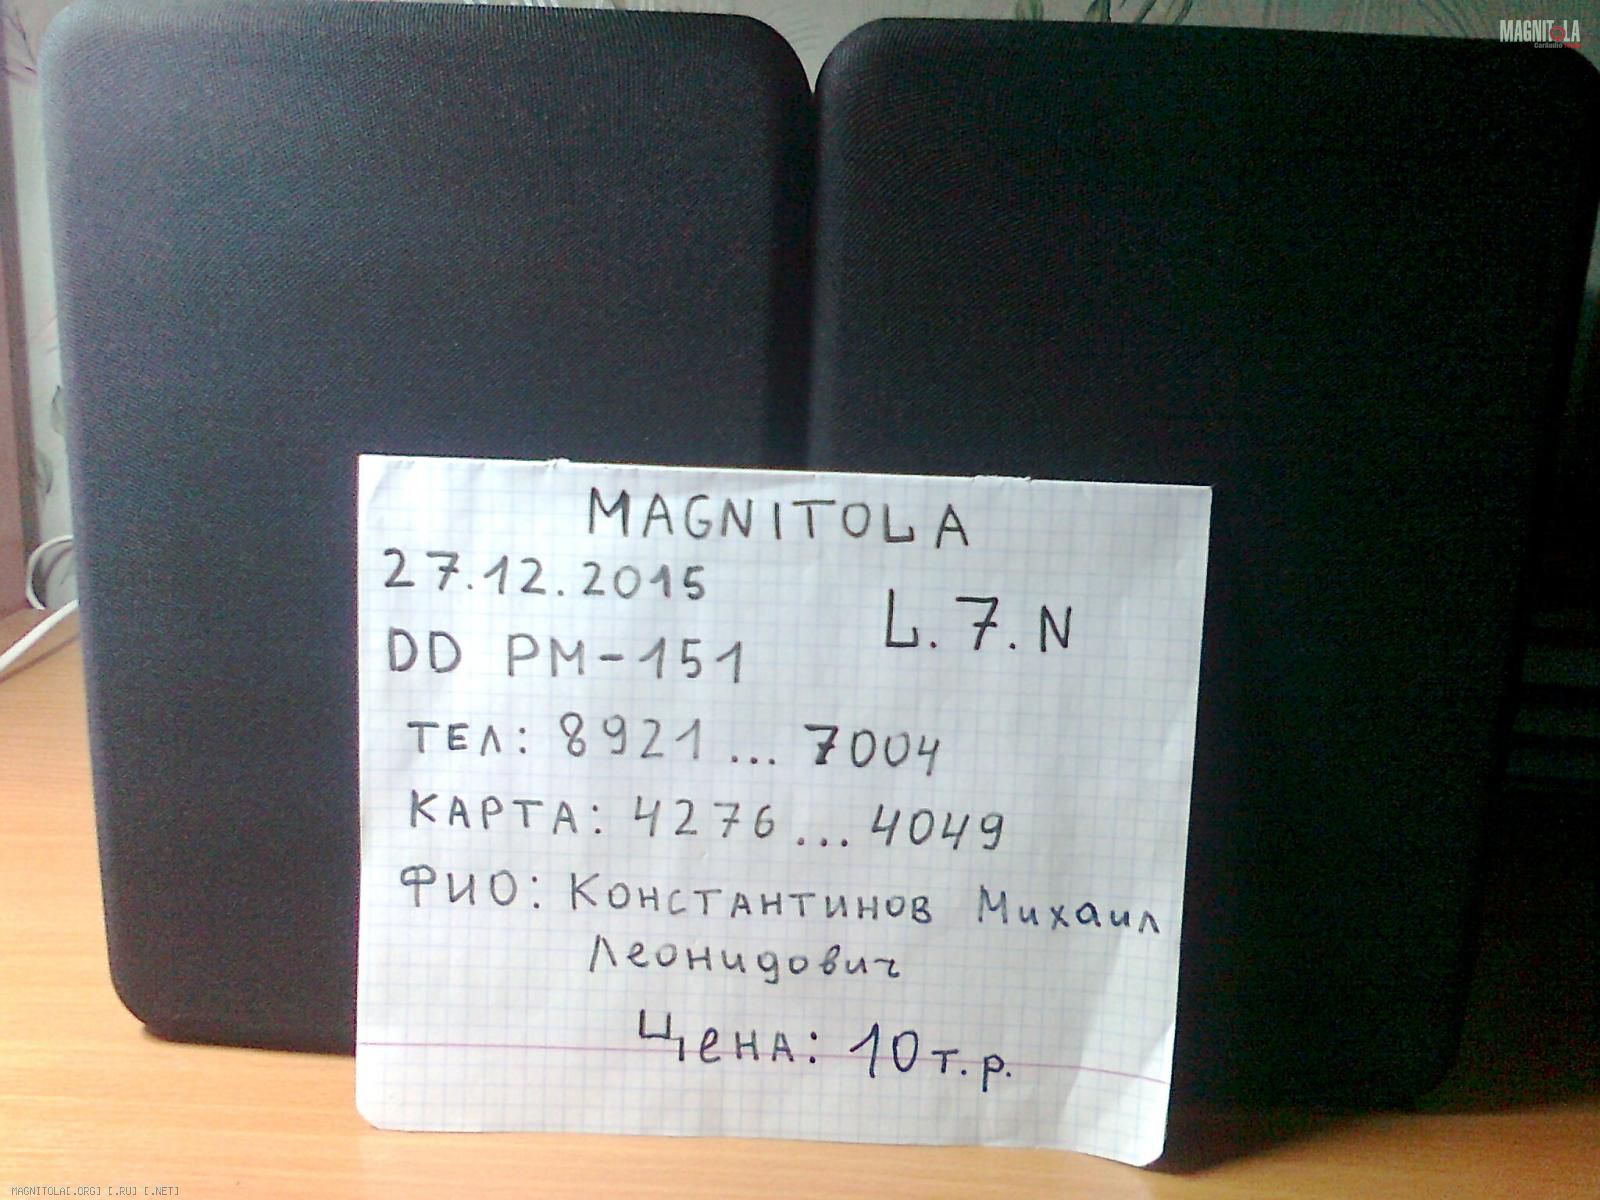 MAGNITOLA
MAGNITOLA
27.12.2015
L.7.N
DD PM-151
ТЕЛ: 8921...7004
КАРТА: 4276...4049
ФИО: КОНСТАНТИНОВ Михаил
Леонидович
Цена: 10т.р.
MAGNITOLA[.ORG] [.RU] [.NET]